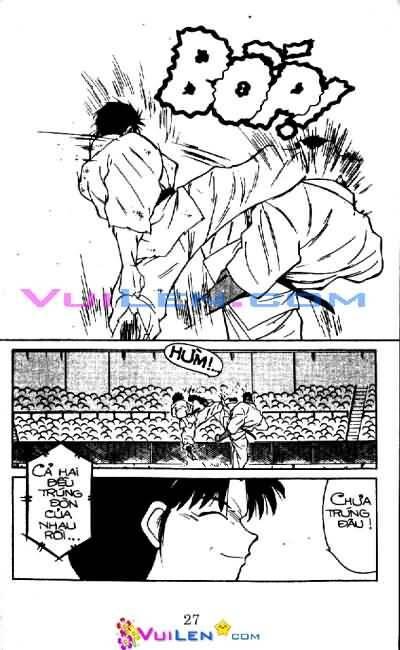 BỐP!
VUILEN.COM
HỪM!
CẢ HAI
ĐỀU
TRÚNG
ĐÒN
CỦA
NHAU
RỒI...
CHƯA
TRÚNG
ĐÂU!
27
VUILEN.COM